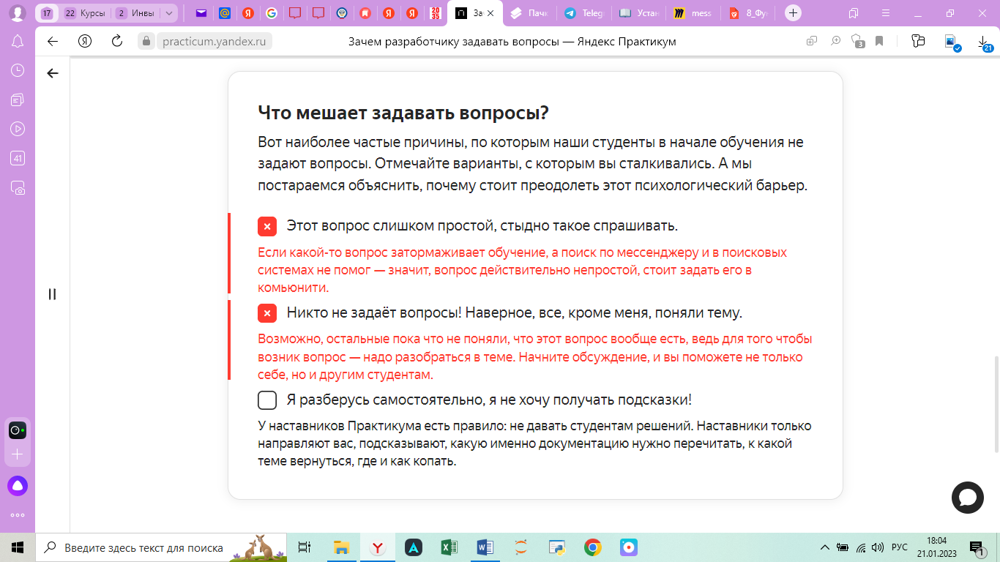 17
22 Курсы
2 Инвы
20
35
За
Пачк
Teleg
Устан
mess
8_Фун
practicum.yandex.ru
Зачем разработчику задавать вопросы — Яндекс Практикум
3
21
41
Что мешает задавать вопросы?
Вот наиболее частые причины, по которым наши студенты в начале обучения не
задают вопросы. Отмечайте варианты, с которым вы сталкивались. А мы
постараемся объяснить, почему стоит преодолеть этот психологический барьер.
Этот вопрос слишком простой, стыдно такое спрашивать.
Если какой-то вопрос затормаживает обучение, а поиск по мессенджеру и в поисковых
системах не помог — значит, вопрос действительно непростой, стоит задать его в
комьюнити.
Никто не задаёт вопросы! Наверное, все, кроме меня, поняли тему.
Возможно, остальные пока что не поняли, что этот вопрос вообще есть, ведь для того чтобы
возник вопрос — надо разобраться в теме. Начните обсуждение, и вы поможете не только
себе, но и другим студентам.
Я разберусь самостоятельно, я не хочу получать подсказки!
У наставников Практикума есть правило: не давать студентам решений. Наставники только
направляют вас, подсказывают, какую именно документацию нужно перечитать, к какой
теме вернуться, где и как копать.
Введите здесь текст для поиска
РУС
18:04
21.01.2023
1